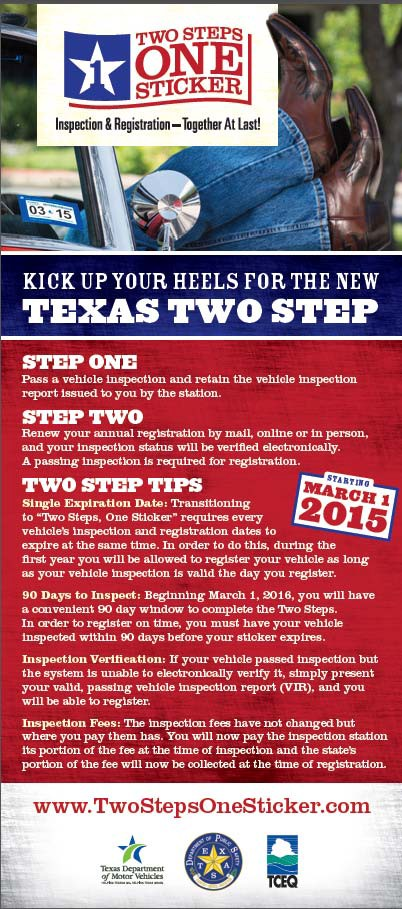 TWO STEPS
1
ONE
STICKER
Inspection & Registration—Together At Last!
03 15
KICK UP YOUR HEELS FOR THE NEW
TEXAS TWO STEP
STEP ONE
Pass a vehicle inspection and retain the vehicle inspection
report issued to you by the station.
STEP TWO
Renew your annual registration by mail, online or in person,
and your inspection status will be verified electronically.
A passing inspection is required for registration.
TWO STEP TIPS
STARTING
MARCH 1
2015
Single Expiration Date: Transitioning
to "Two Steps, One Sticker" requires every
vehicle's inspection and registration dates to
expire at the same time. In order to do this, during the
first year you will be allowed to register your vehicle as long
as your vehicle inspection is valid the day you register.
90 Days to Inspect: Beginning March 1, 2016, you will have
a convenient 90 day window to complete the Two Steps.
In order to register on time, you must have your vehicle
inspected within 90 days before your sticker expires.
Inspection Verification: If your vehicle passed inspection but
the system is unable to electronically verify it, simply present
your valid, passing vehicle inspection report (VIR), and you
will be able to register.
Inspection Fees: The inspection fees have not changed but
where you pay them has. You will now pay the inspection station
its portion of the fee at the time of inspection and the state's
portion of the fee will now be collected at the time of registration.
www.TwoStepsOneSticker.com
Texas Department
of Motor Vehicles
HELPING TEXANS GO. HELPING TEXAS GROW.
DEPARTMENT OF PUBLIC SAFETY
TEXAS
TCEQ